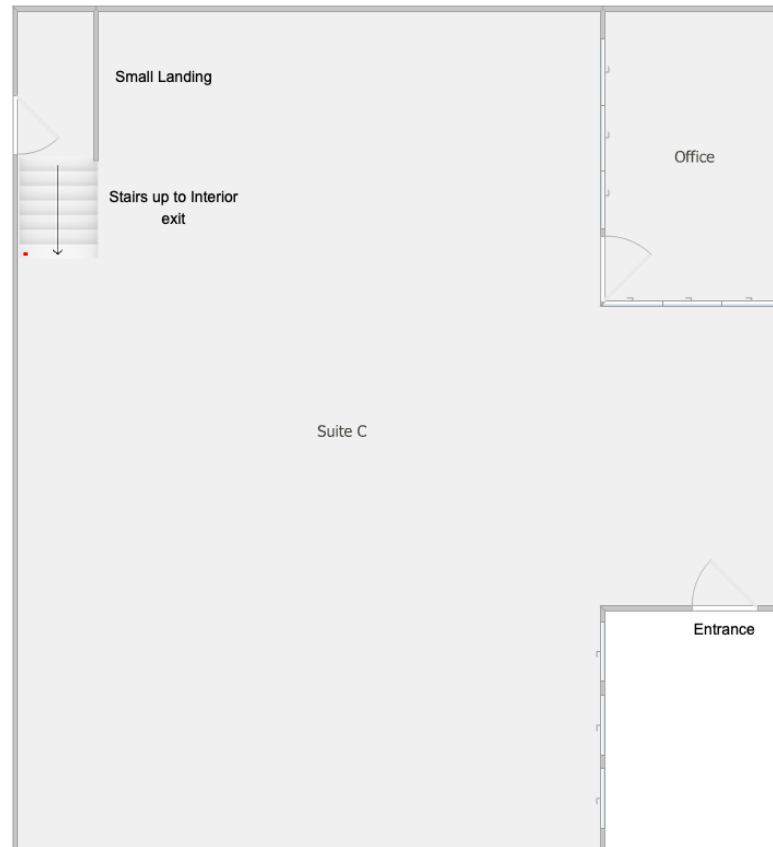 Small Landing
Office
Stairs up to Interior
exit
Suite C
Entrance